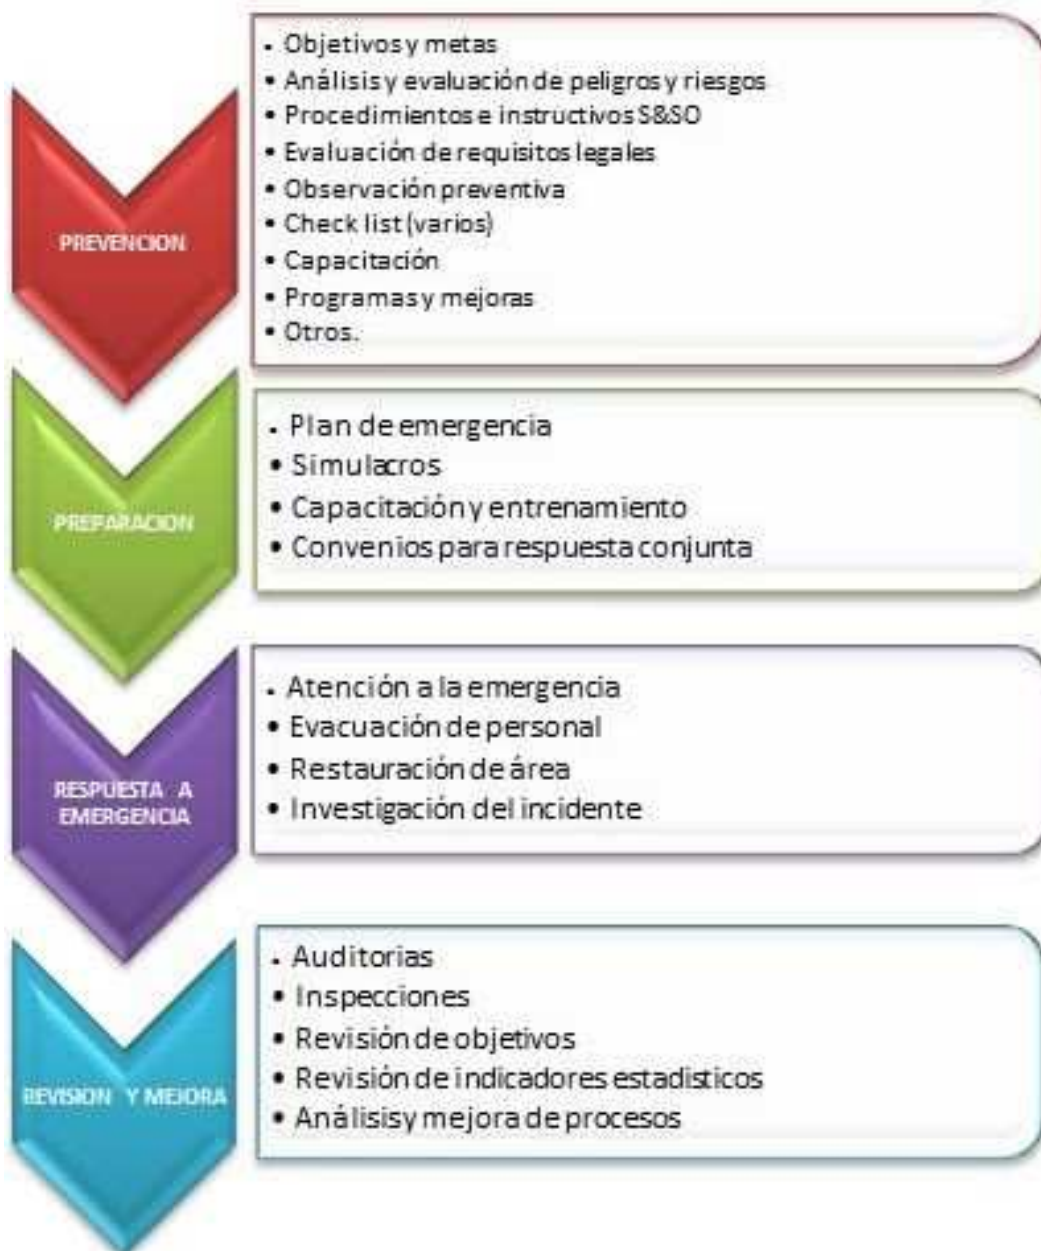 PREVENCION
• Objetivos y metas
• Análisis y evaluación de peligros y riesgos
• Procedimientos e instructivos S&SO
• Evaluación de requisitos legales
• Observación preventiva
• Check list (varios)
• Capacitación
• Programas y mejoras
• Otros.
PREPARACION
• Plan de emergencia
• Simulacros
• Capacitación y entrenamiento
• Convenios para respuesta conjunta
RESPUESTA A
EMERGENCIA
• Atención a la emergencia
• Evacuación de personal
• Restauración de área
• Investigación del incidente
REVISION Y MEJORA
• Auditorias
• Inspecciones
• Revisión de objetivos
• Revisión de indicadores estadisticos
• Análisis y mejora de procesos